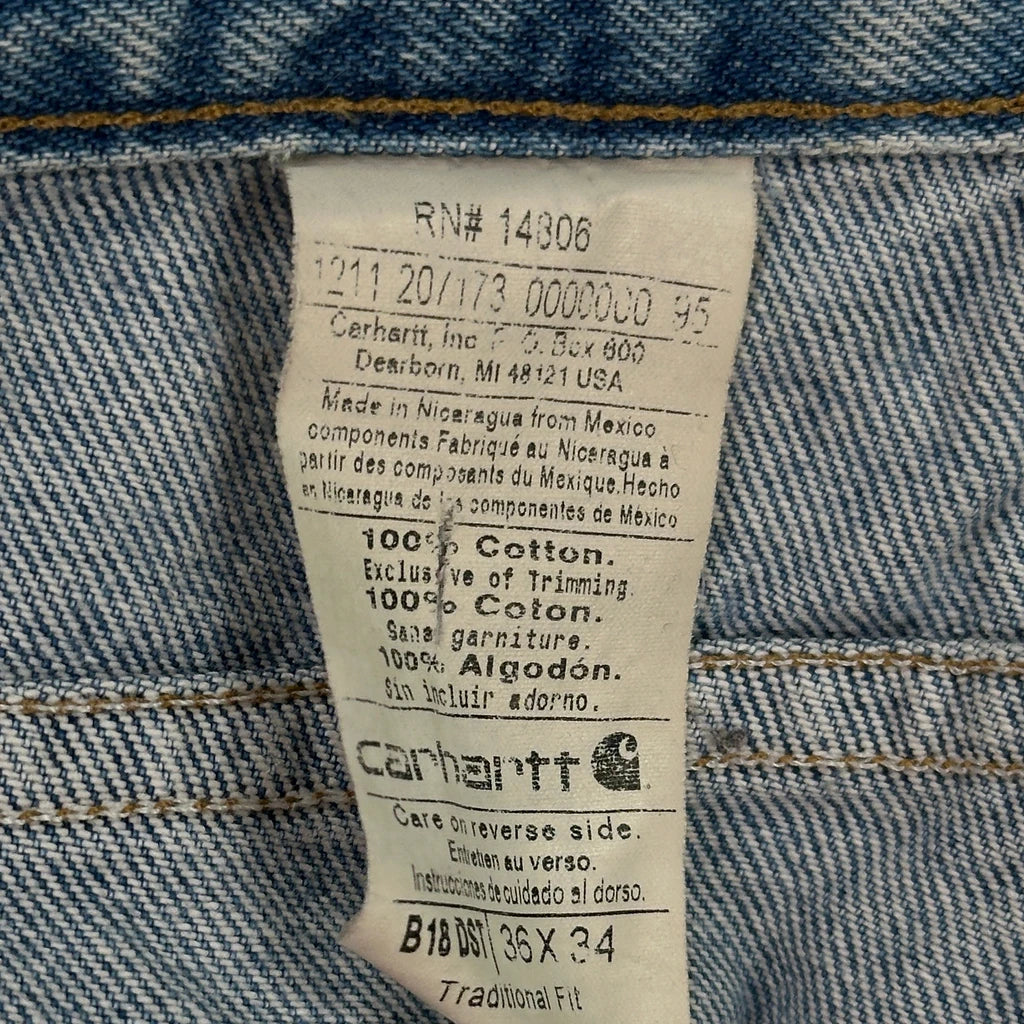 RN# 14806
1211 20/173 0000000 95
Carhartt, Inc P. O. Box 600
Dearborn, MI 48121 USA
Made in Nicaragua from Mexico
components Fabriqué au Nicaragua à
partir des composants du Mexique.Hecho
en Nicaragua de los componentes de México
100% Cotton.
Exclusive of Trimming.
100% Coton.
Sans garniture.
100% Algodón.
Sin incluir adorno.
carhartt
Care on reverse side.
Entretien au verso.
Instrucciones de cuidado al dorso.
B18 DST 36 X 34
Traditional Fit